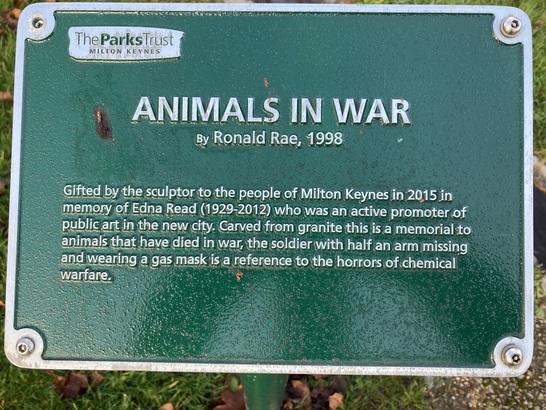 TheParksTrust
MILTON KEYNES
ANIMALS IN WAR
By Ronald Rae, 1998
Gifted by the sculptor to the people of Milton Keynes in 2015 in
memory of Edna Read (1929-2012) who was an active promoter of
public art in the new city. Carved from granite this is a memorial to
animals that have died in war, the soldier with half an arm missing
and wearing a gas mask is a reference to the horrors of chemical
warfare.